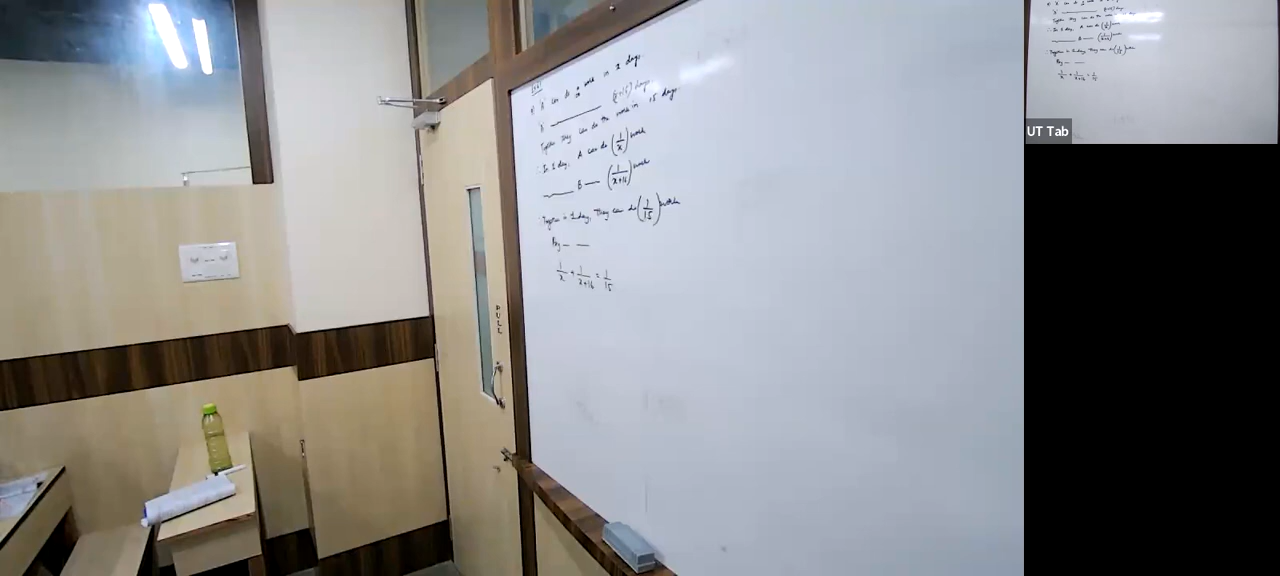 'A' can do a work in x days
'B' ______ (x+16) days
Together they can do the work in 15 days
∴ In 1 day, A can do (1/x) work
______ B —— (1/(x+16)) work
∴ Together in 1 day, they can do (1/15) work
1/x + 1/(x+16) = 1/15
PULL
UT Tab